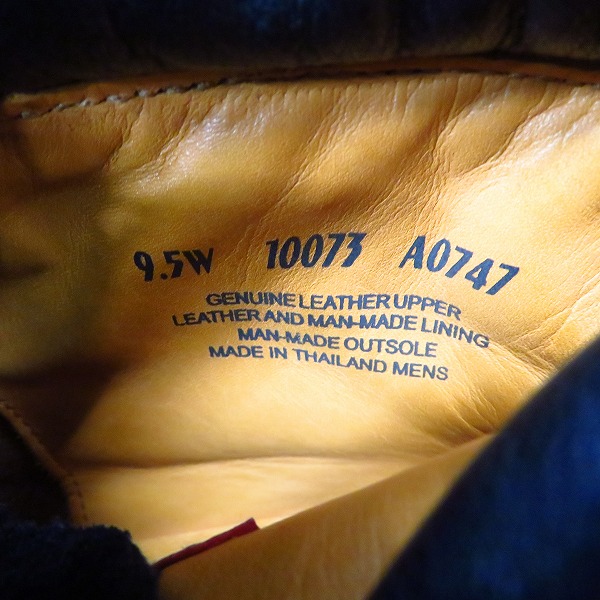 9.5W 10073 A0747
GENUINE LEATHER UPPER
LEATHER AND MAN-MADE LINING
MAN-MADE OUTSOLE
MADE IN THAILAND MENS